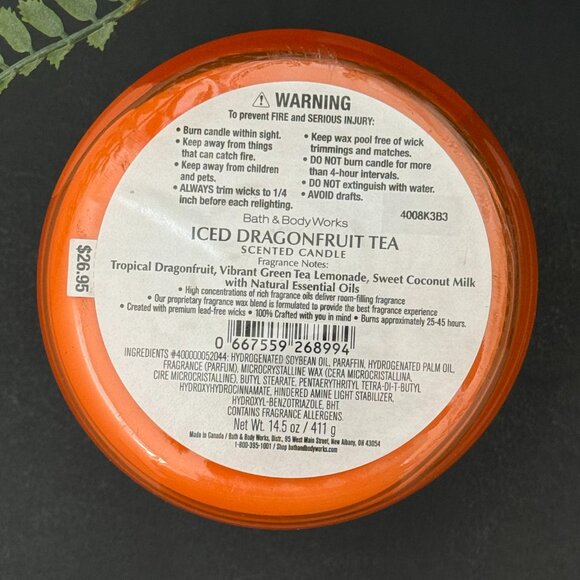 ⚠ WARNING
To prevent FIRE and SERIOUS INJURY:
• Burn candle within sight.
• Keep away from things
that can catch fire.
• Keep away from children
and pets.
• ALWAYS trim wicks to 1/4
inch before each relighting.
• Keep wax pool free of wick
trimmings and matches.
• DO NOT burn candle for more
than 4-hour intervals.
• DO NOT extinguish with water.
• AVOID drafts.
4008K3B3
Bath & Body Works
ICED DRAGONFRUIT TEA
SCENTED CANDLE
Fragrance Notes:
Tropical Dragonfruit, Vibrant Green Tea Lemonade, Sweet Coconut Milk
with Natural Essential Oils
• High concentrations of rich fragrance oils deliver room-filling fragrance
• Our proprietary fragrance wax blend is formulated to provide the best fragrance experience
• Created with premium lead-free wicks • 100% Crafted with you in mind • Burns approximately 25-45 hours.
$26.95
0 667559 268994
INGREDIENTS #400000052044: HYDROGENATED SOYBEAN OIL, PARAFFIN, HYDROGENATED PALM OIL,
FRAGRANCE (PARFUM), MICROCRYSTALLINE WAX (CERA MICROCRISTALLINA,
CIRE MICROCRISTALLINE), BUTYL STEARATE, PENTAERYTHRITYL TETRA-DI-T-BUTYL
HYDROXYHYDROCINNAMATE, HINDERED AMINE LIGHT STABILIZER,
HYDROXYL-BENZOTRIAZOLE, BHT.
CONTAINS FRAGRANCE ALLERGENS.
Net Wt. 14.5 oz / 411 g
Made in Canada / Bath & Body Works, Distr., 95 West Main Street, New Albany, OH 43054
1-800-395-1001 / Shop bathandbodyworks.com